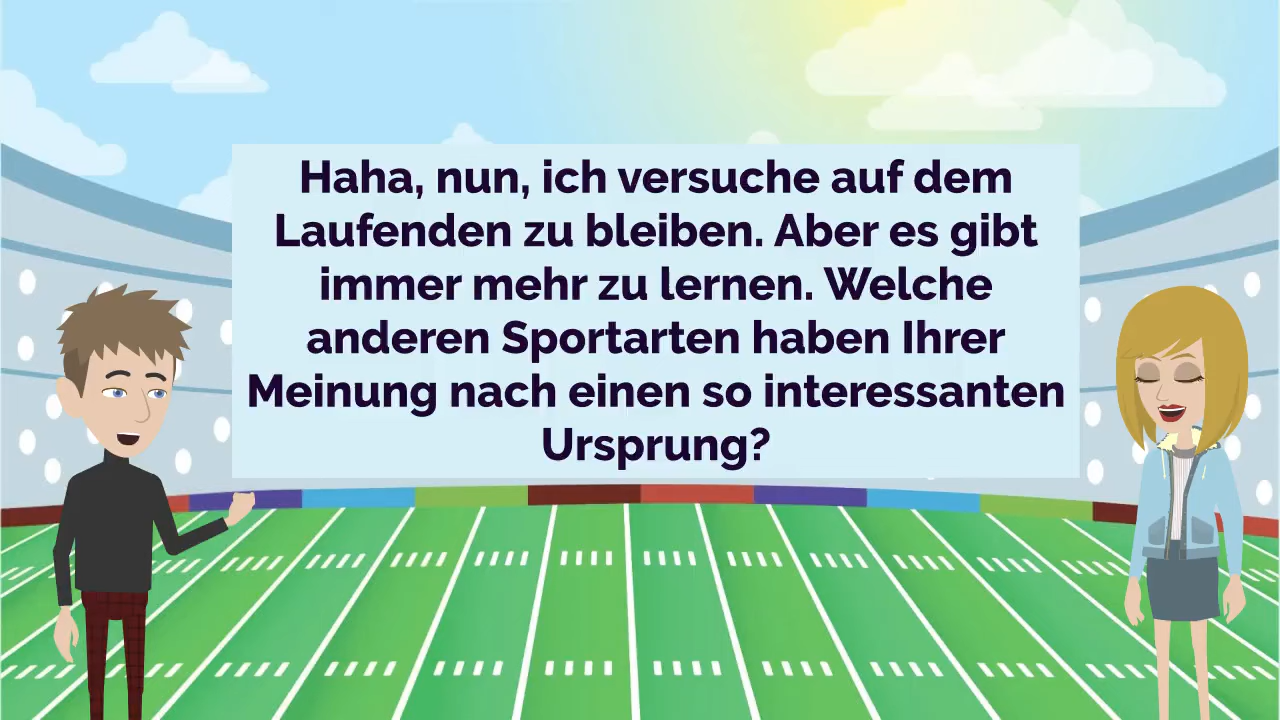 Haha, nun, ich versuche auf dem
Laufenden zu bleiben. Aber es gibt
immer mehr zu lernen. Welche
anderen Sportarten haben Ihrer
Meinung nach einen so interessanten
Ursprung?